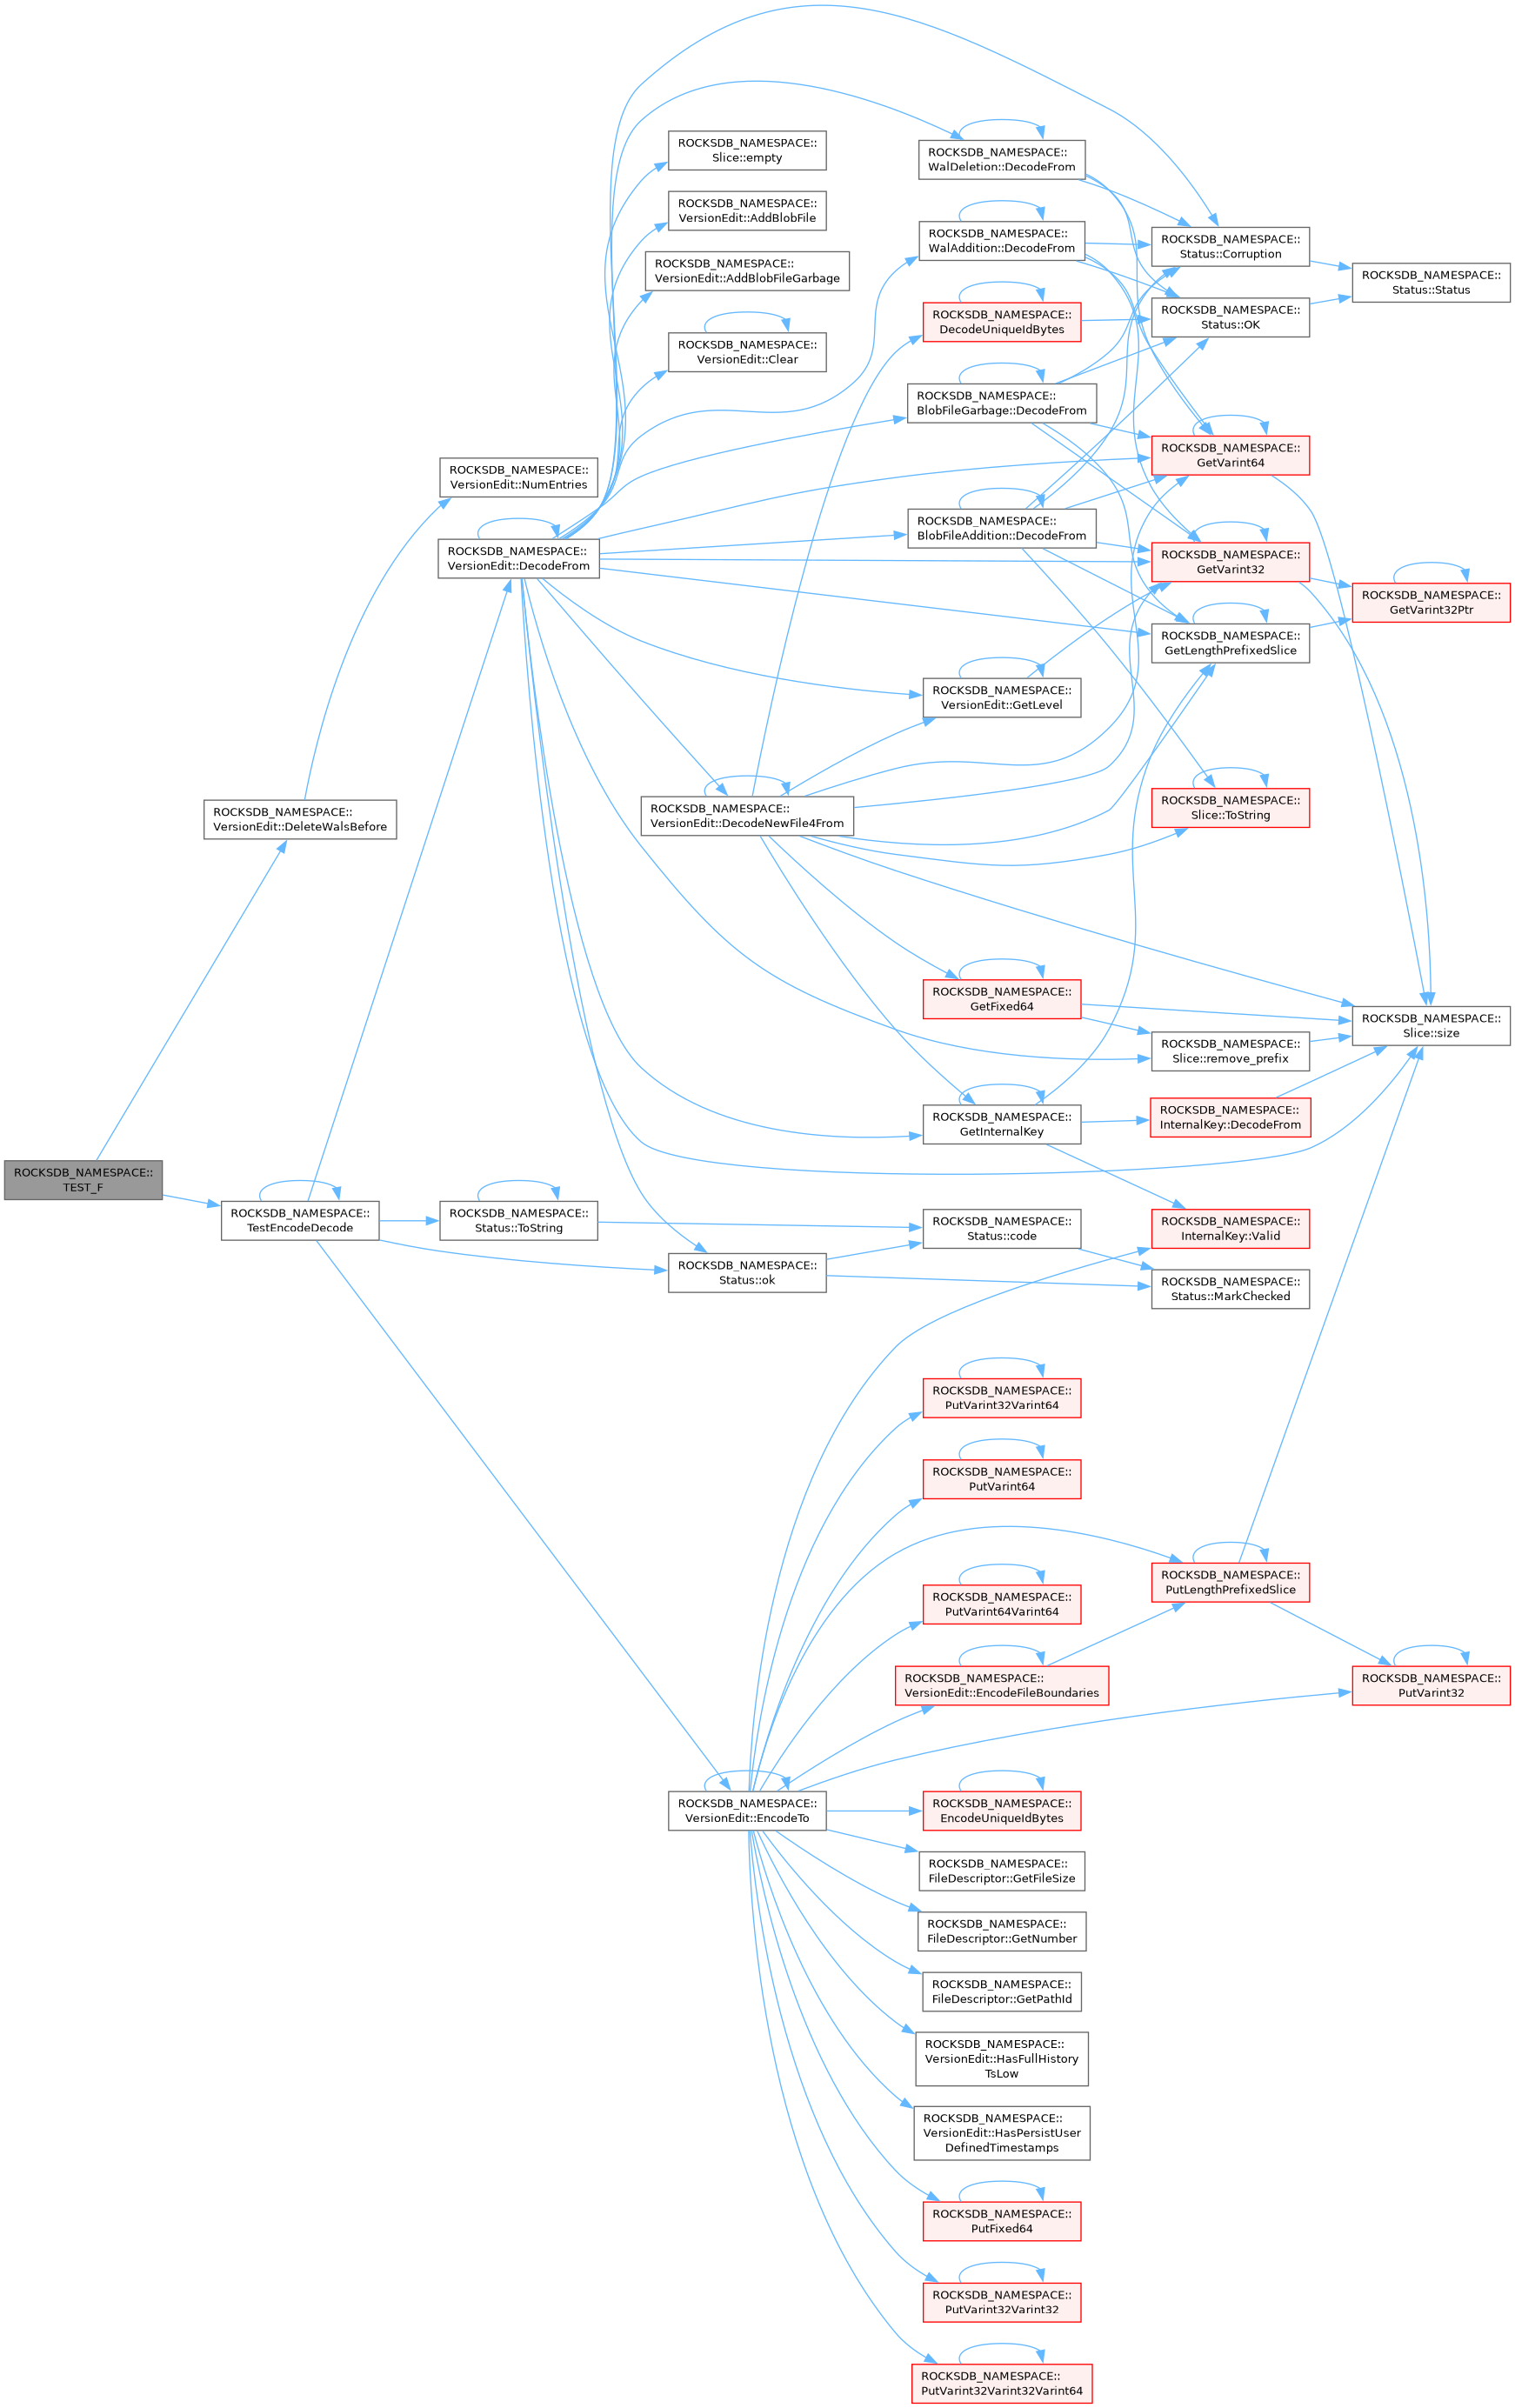 ROCKSDB_NAMESPACE::
TEST_F
ROCKSDB_NAMESPACE::
VersionEdit::DeleteWalsBefore
ROCKSDB_NAMESPACE::
TestEncodeDecode
ROCKSDB_NAMESPACE::
VersionEdit::NumEntries
ROCKSDB_NAMESPACE::
VersionEdit::DecodeFrom
ROCKSDB_NAMESPACE::
Status::ToString
ROCKSDB_NAMESPACE::
Slice::empty
ROCKSDB_NAMESPACE::
VersionEdit::AddBlobFile
ROCKSDB_NAMESPACE::
VersionEdit::AddBlobFileGarbage
ROCKSDB_NAMESPACE::
VersionEdit::Clear
ROCKSDB_NAMESPACE::
VersionEdit::DecodeNewFile4From
ROCKSDB_NAMESPACE::
Status::ok
ROCKSDB_NAMESPACE::
VersionEdit::EncodeTo
ROCKSDB_NAMESPACE::
WalDeletion::DecodeFrom
ROCKSDB_NAMESPACE::
WalAddition::DecodeFrom
ROCKSDB_NAMESPACE::
DecodeUniqueIdBytes
ROCKSDB_NAMESPACE::
BlobFileGarbage::DecodeFrom
ROCKSDB_NAMESPACE::
BlobFileAddition::DecodeFrom
ROCKSDB_NAMESPACE::
VersionEdit::GetLevel
ROCKSDB_NAMESPACE::
GetFixed64
ROCKSDB_NAMESPACE::
GetInternalKey
ROCKSDB_NAMESPACE::
Status::code
ROCKSDB_NAMESPACE::
PutVarint32Varint64
ROCKSDB_NAMESPACE::
PutVarint64
ROCKSDB_NAMESPACE::
PutVarint64Varint64
ROCKSDB_NAMESPACE::
VersionEdit::EncodeFileBoundaries
ROCKSDB_NAMESPACE::
EncodeUniqueIdBytes
ROCKSDB_NAMESPACE::
FileDescriptor::GetFileSize
ROCKSDB_NAMESPACE::
FileDescriptor::GetNumber
ROCKSDB_NAMESPACE::
FileDescriptor::GetPathId
ROCKSDB_NAMESPACE::
VersionEdit::HasFullHistory
TsLow
ROCKSDB_NAMESPACE::
VersionEdit::HasPersistUser
DefinedTimestamps
ROCKSDB_NAMESPACE::
PutFixed64
ROCKSDB_NAMESPACE::
PutVarint32Varint32
ROCKSDB_NAMESPACE::
PutVarint32Varint32Varint64
ROCKSDB_NAMESPACE::
Status::Corruption
ROCKSDB_NAMESPACE::
Status::OK
ROCKSDB_NAMESPACE::
GetVarint64
ROCKSDB_NAMESPACE::
GetVarint32
ROCKSDB_NAMESPACE::
GetLengthPrefixedSlice
ROCKSDB_NAMESPACE::
Slice::ToString
ROCKSDB_NAMESPACE::
Slice::remove_prefix
ROCKSDB_NAMESPACE::
InternalKey::DecodeFrom
ROCKSDB_NAMESPACE::
InternalKey::Valid
ROCKSDB_NAMESPACE::
Status::MarkChecked
ROCKSDB_NAMESPACE::
PutLengthPrefixedSlice
ROCKSDB_NAMESPACE::
Status::Status
ROCKSDB_NAMESPACE::
GetVarint32Ptr
ROCKSDB_NAMESPACE::
Slice::size
ROCKSDB_NAMESPACE::
PutVarint32